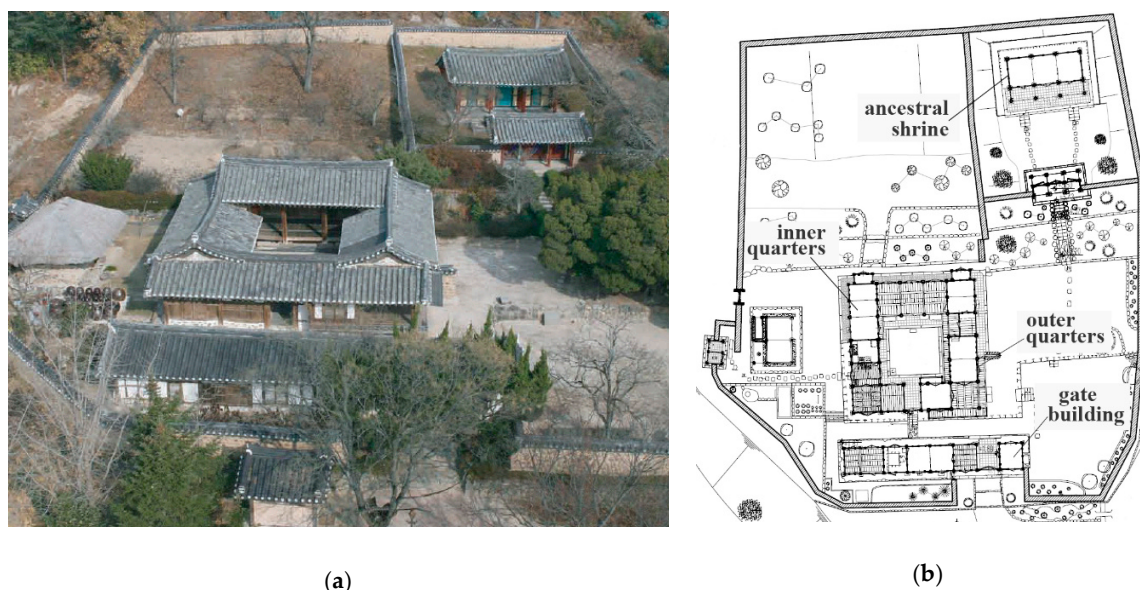 ancestral
shrine
inner
quarters
outer
quarters
gate
building
(a)
(b)